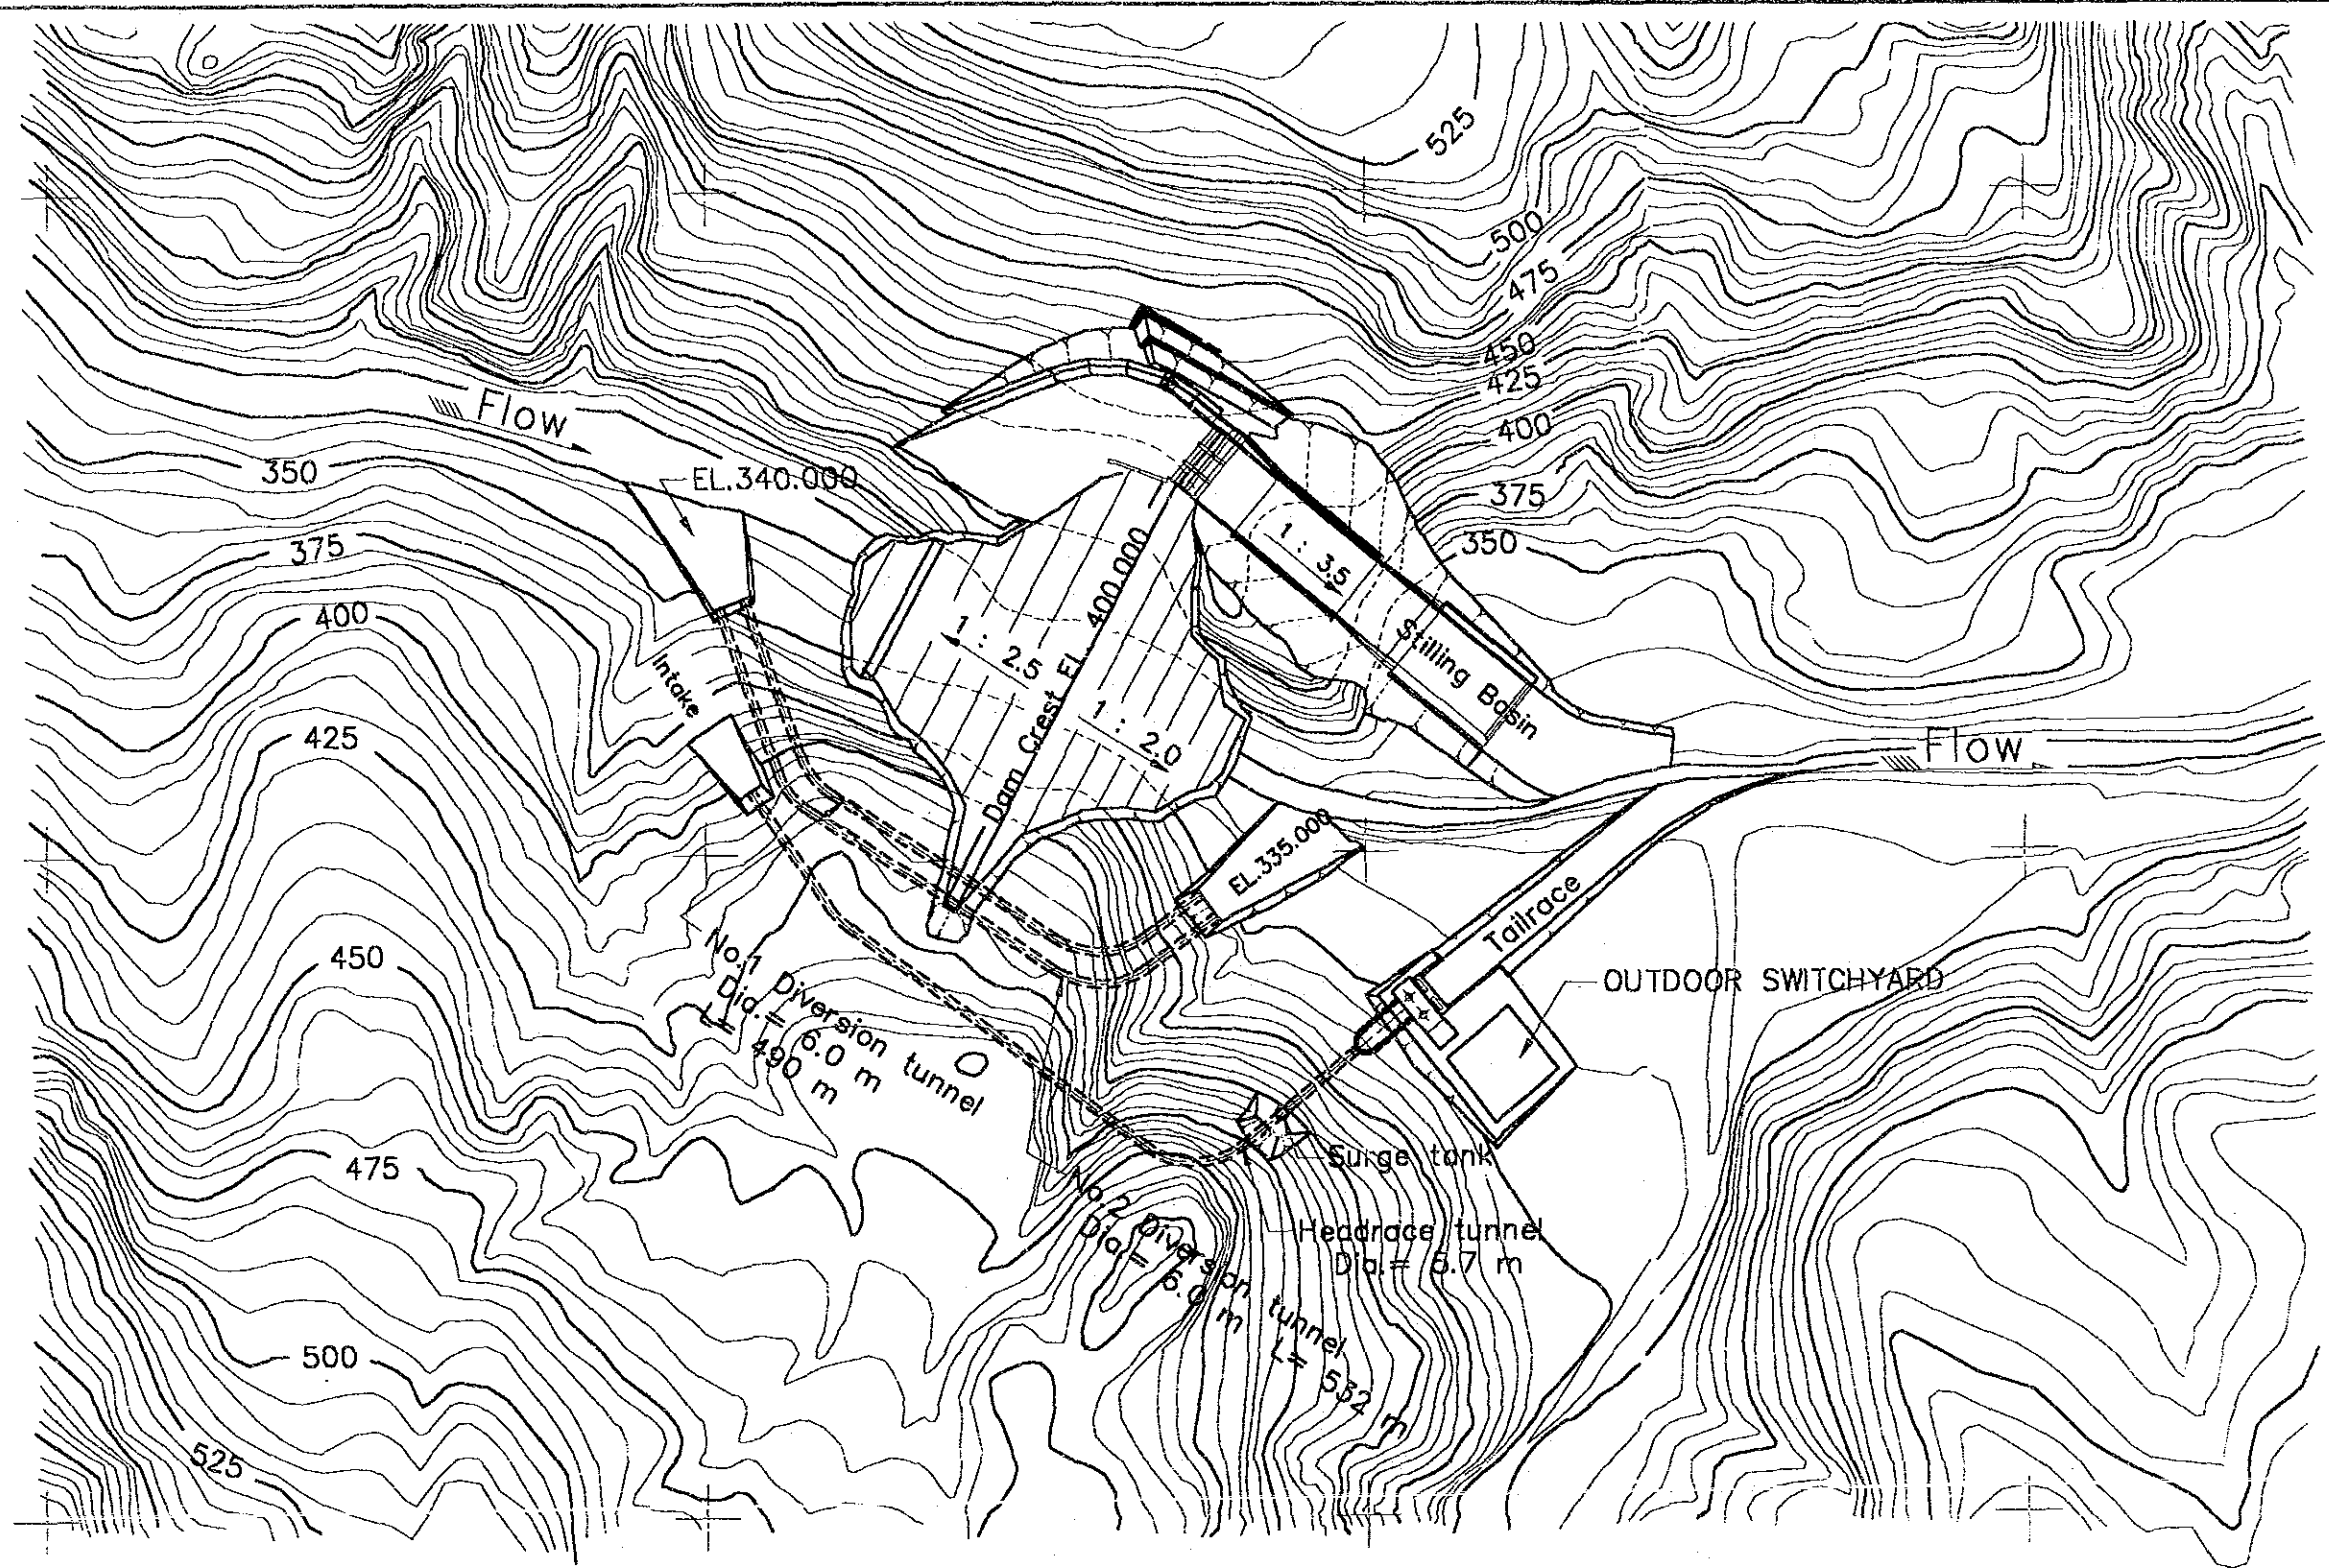 525
500
475
450
425
400
375
350
Flow
EL.340.000
350
375
400
425
450
475
500
525
Intake
1 : 2.5
Dam Crest EL. 400.000
1 : 2.0
1 : 3.5
Stilling Basin
Flow
EL.335.000
Tailrace
OUTDOOR SWITCHYARD
No.1 Diversion tunnel
Dia.= 6.0 m
L= 490 m
Surge tank
Headrace tunnel
Dia.= 5.7 m
No.2 Diversion tunnel
Dia.= 6.0 m
L= 532 m